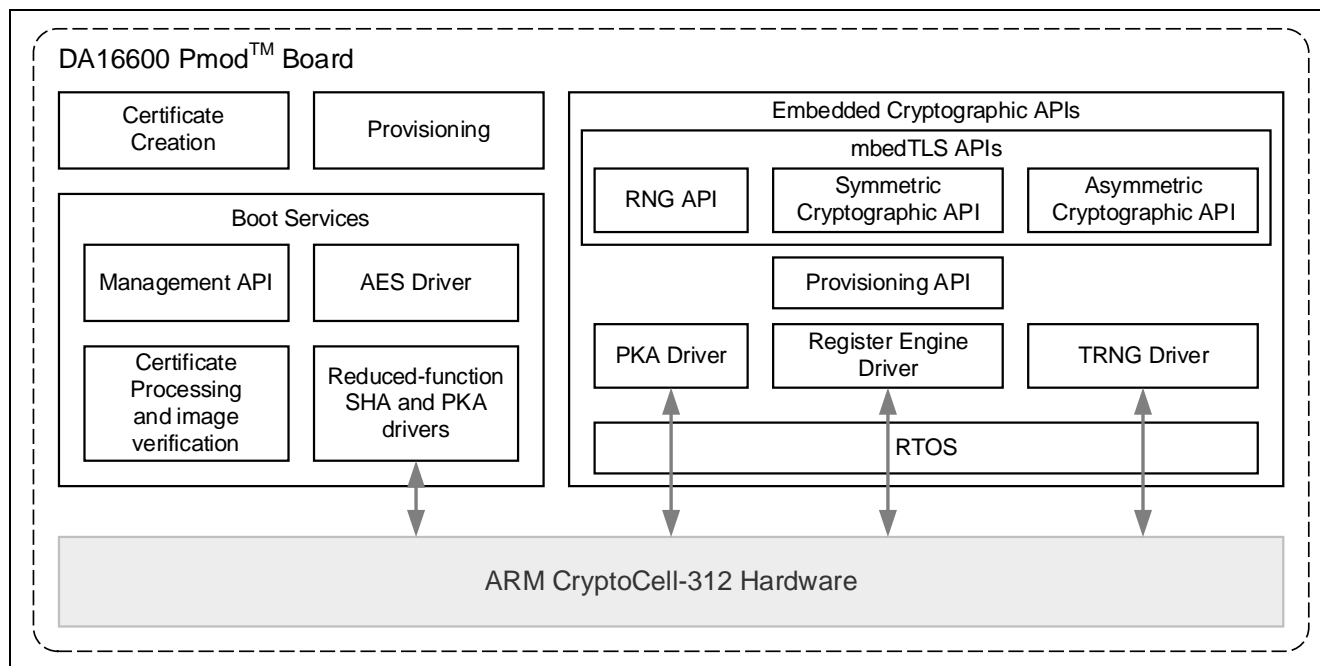 DA16600 Pmod™ Board
Certificate
Creation
Provisioning
Boot Services
Management API
AES Driver
Certificate
Processing
and image
verification
Reduced-function
SHA and PKA
drivers
Embedded Cryptographic APIs
mbedTLS APIs
RNG API
Symmetric
Cryptographic API
Asymmetric
Cryptographic API
Provisioning API
PKA Driver
Register Engine
Driver
TRNG Driver
RTOS
ARM CryptoCell-312 Hardware